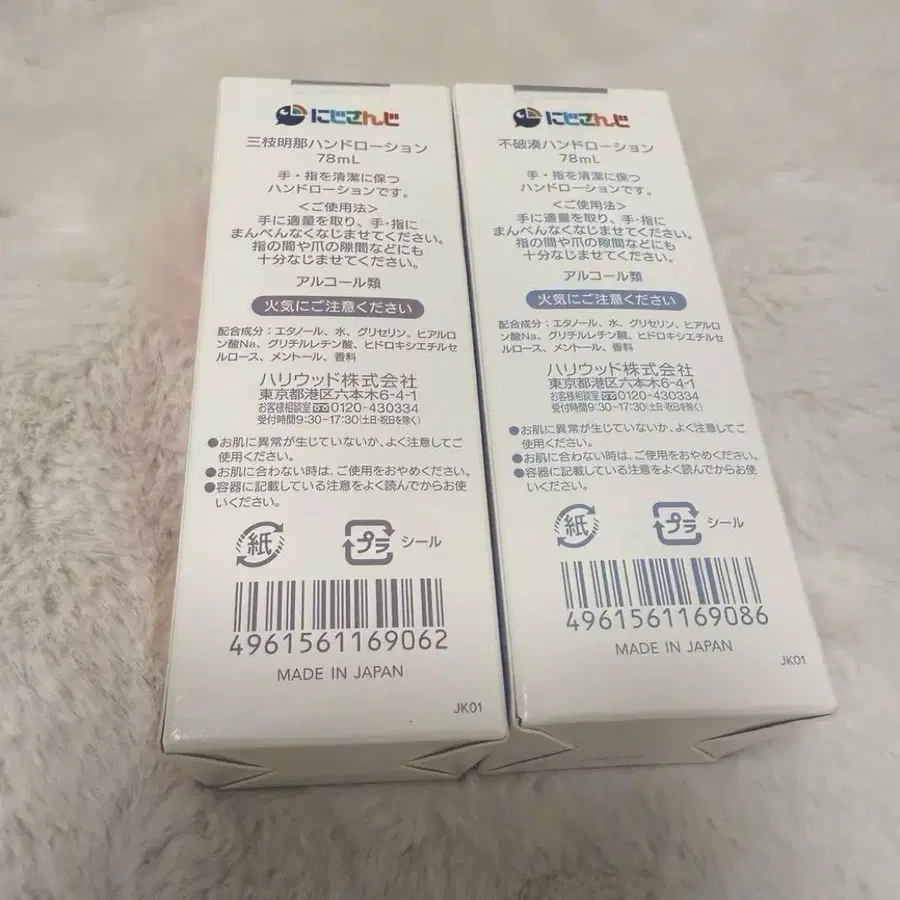 にじさんじ
三枝明那ハンドローション
78mL
手・指を清潔に保つ
ハンドローションです。
＜ご使用法＞
手に適量を取り、手・指に
まんべんなくなじませてください。
指の間や爪の隙間などにも
十分なじませてください。
アルコール類
火気にご注意ください
配合成分：エタノール、水、グリセリン、ヒアルロ
ン酸Na、グリチルレチン酸、ヒドロキシエチルセ
ルロース、メントール、香料
ハリウッド株式会社
東京都港区六本木6-4-1
お客様相談室 0120-430334
受付時間9:30-17:30(土日・祝日を除く)
●お肌に異常が生じていないか、よく注意してご
使用ください。
●お肌に合わない時は、ご使用をおやめください。
●容器に記載している注意をよく読んでからお使
いください。
紙
プラ シール
4961561169062
MADE IN JAPAN
JK01
にじさんじ
不破湊ハンドローション
78mL
手・指を清潔に保つ
ハンドローションです。
＜ご使用法＞
手に適量を取り、手・指に
まんべんなくなじませてください。
指の間や爪の隙間などにも
十分なじませてください。
アルコール類
火気にご注意ください
配合成分：エタノール、水、グリセリン、ヒアルロ
ン酸Na、グリチルレチン酸、ヒドロキシエチルセ
ルロース、メントール、香料
ハリウッド株式会社
東京都港区六本木6-4-1
お客様相談室 0120-430334
受付時間9:30-17:30(土日・祝日を除く)
●お肌に異常が生じていないか、よく注意してご
使用ください。
●お肌に合わない時は、ご使用をおやめください。
●容器に記載している注意をよく読んでからお使
いください。
紙
プラ シール
4961561169086
MADE IN JAPAN
JK01